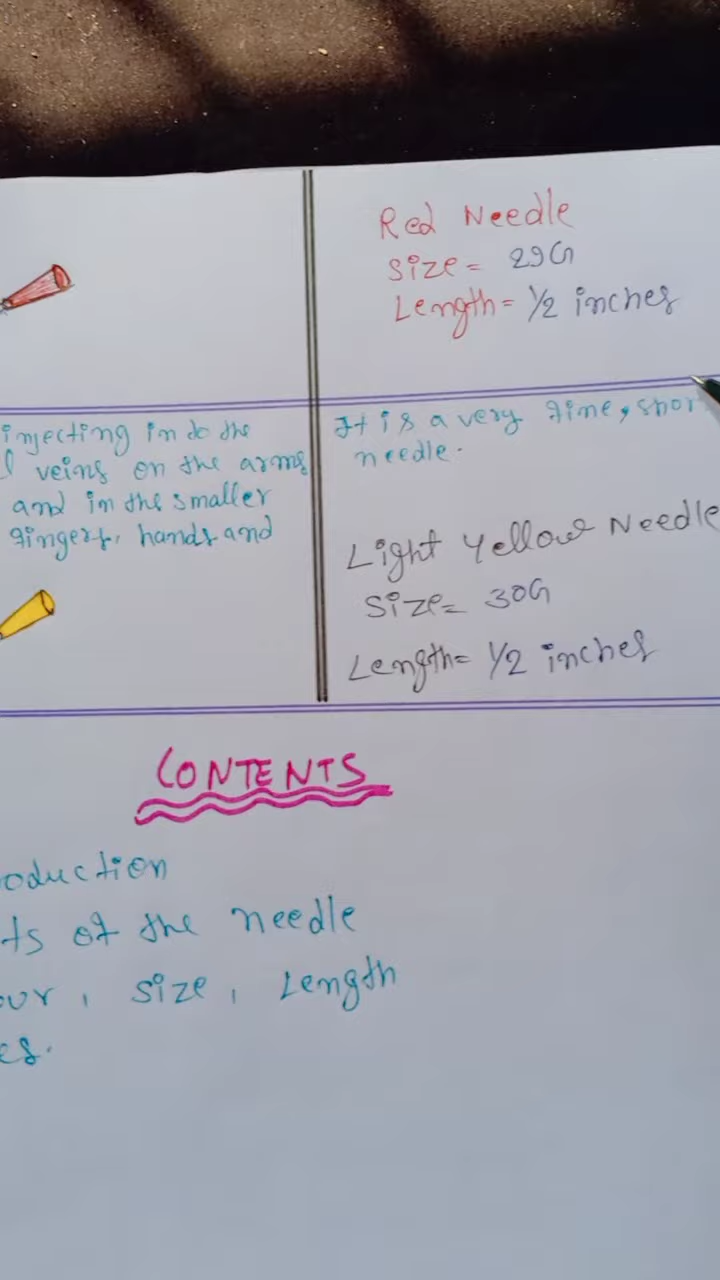 Red Needle
Size = 29G
Length = 1/2 inches
injecting in to the
veins on the arms
and in the smaller
fingers, hands and
It is a very fine, shor
needle.
Light Yellow Needle
Size = 30G
Length = 1/2 inches
CONTENTS
oduction
ts of the needle
our, size, Length
es.